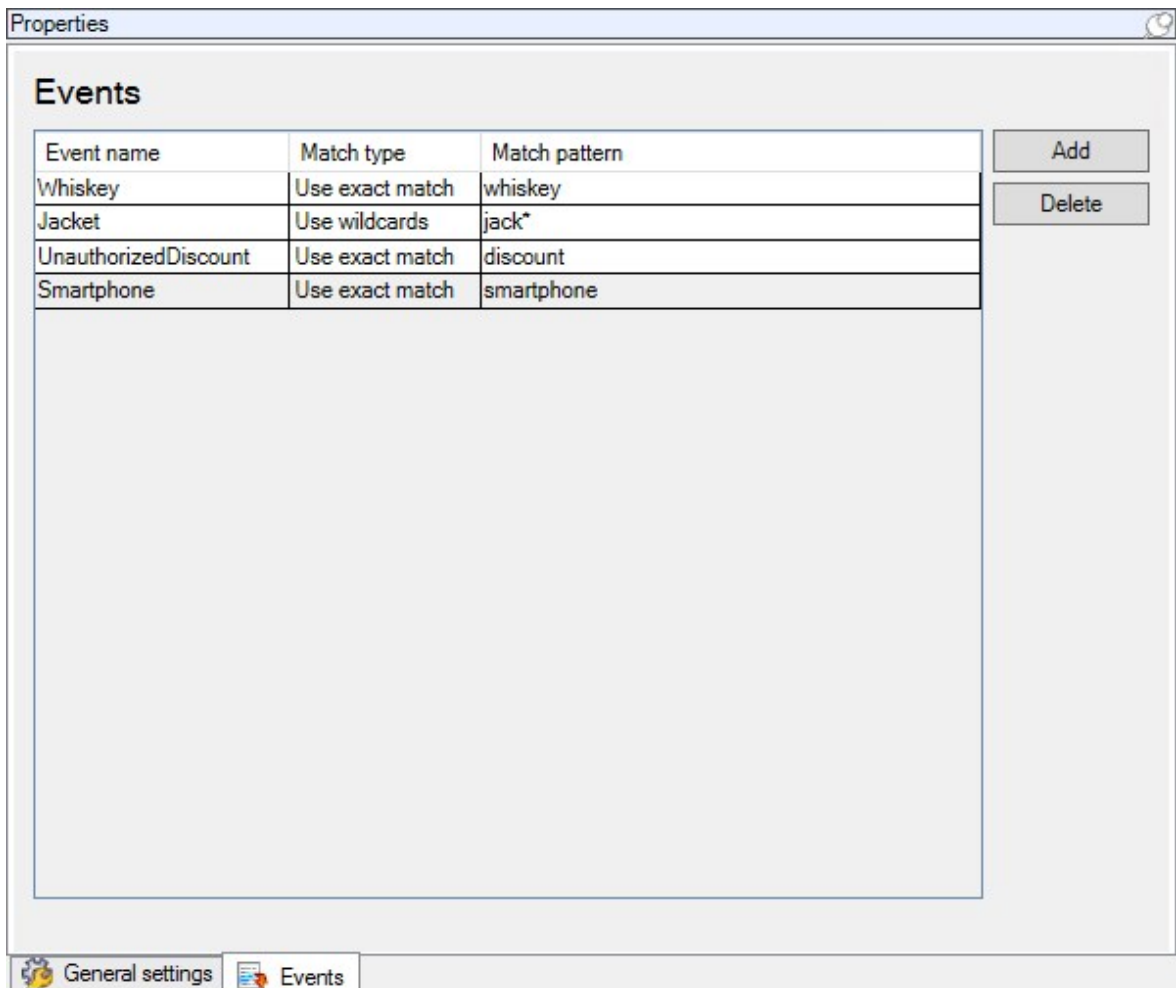 Properties
Events
Event name Match type Match pattern Add
Whiskey Use exact match whiskey
Jacket Use wildcards jack* Delete
UnauthorizedDiscount Use exact match discount
Smartphone Use exact match smartphone
General settings Events